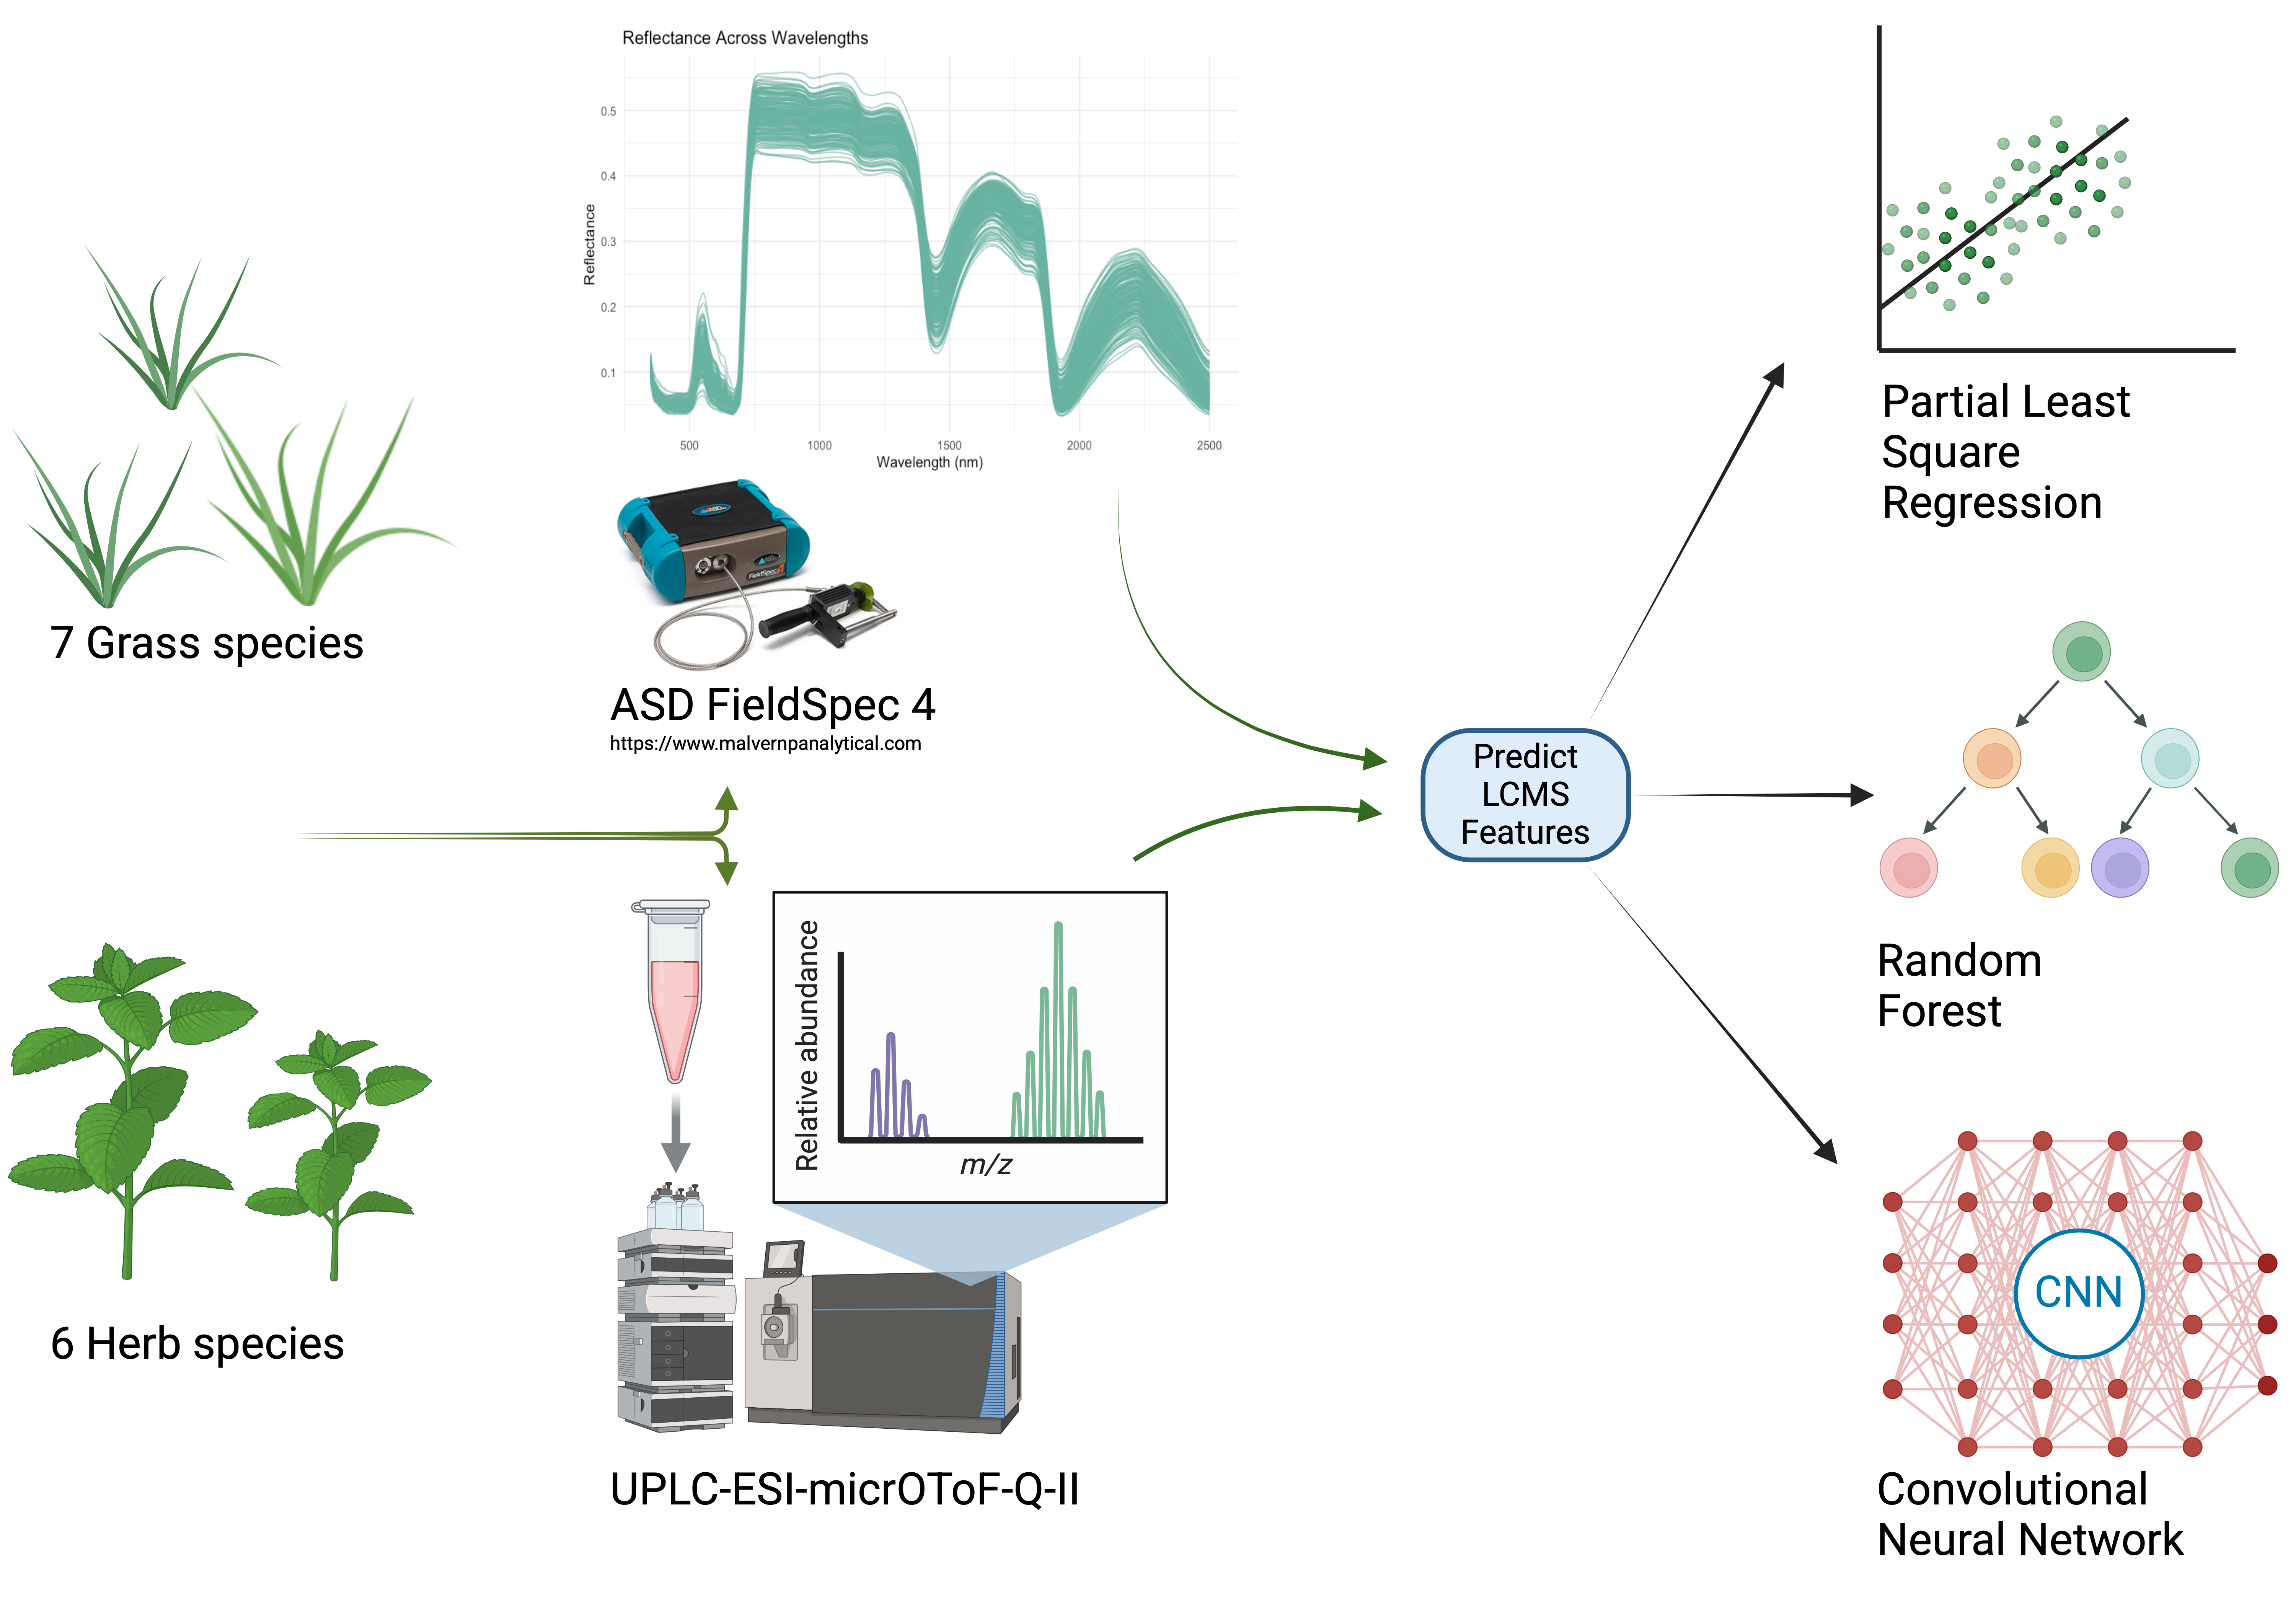 Reflectance Across Wavelengths
0.5
0.4
0.3
0.2
0.1
Reflectance
500 1000 1500 2000 2500
Wavelength (nm)
7 Grass species
FieldSpec 4
ASD FieldSpec 4
https://www.malvernpanalytical.com
6 Herb species
Relative abundance
m/z
UPLC-ESI-micrOToF-Q-II
Predict
LCMS
Features
Partial Least
Square
Regression
Random
Forest
CNN
Convolutional
Neural Network